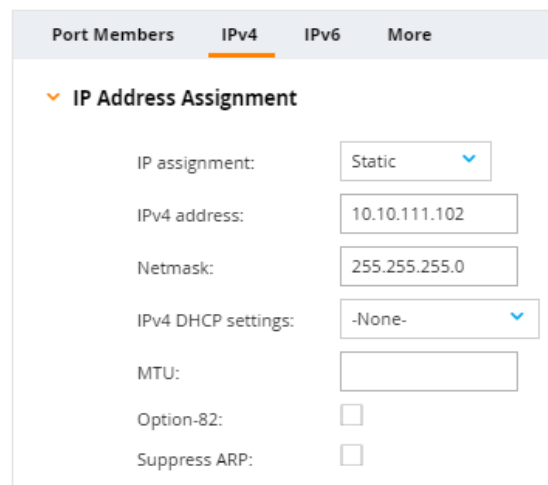 Port Members IPv4 IPv6 More
IP Address Assignment
IP assignment: Static
IPv4 address: 10.10.111.102
Netmask: 255.255.255.0
IPv4 DHCP settings: -None-
MTU:
Option-82:
Suppress ARP: